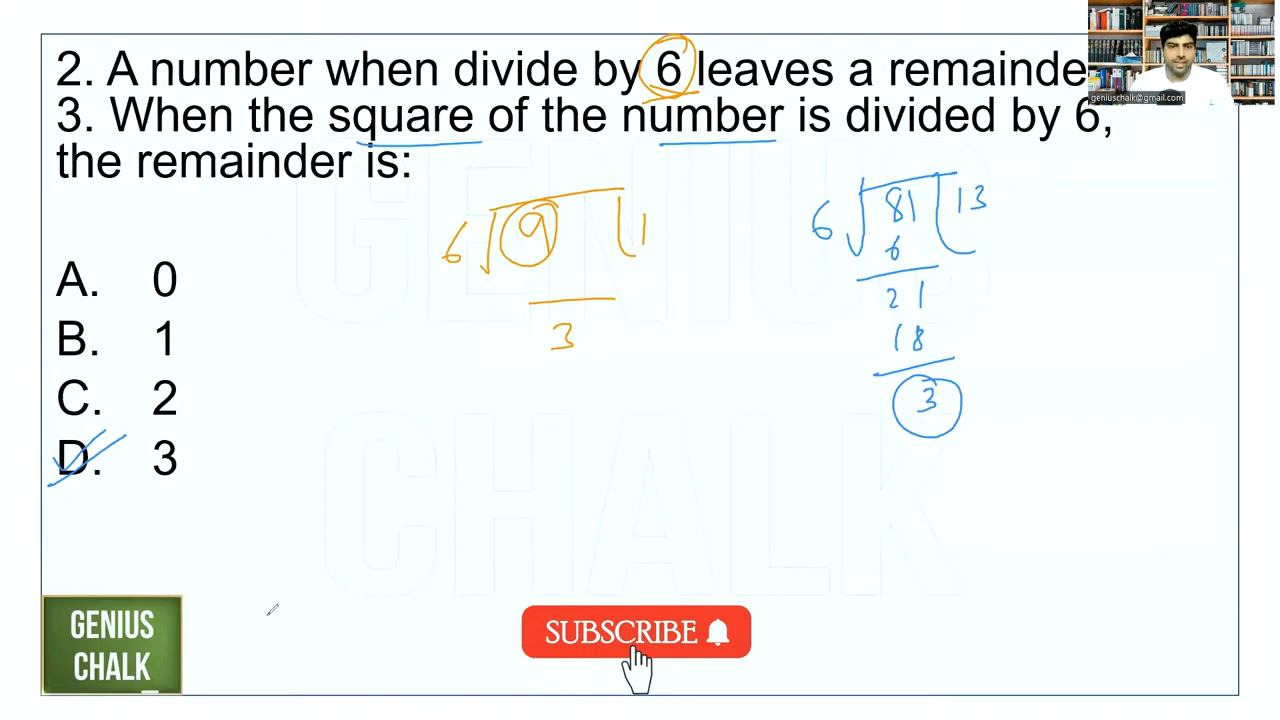 2. A number when divide by 6 leaves a remainde
3. When the square of the number is divided by 6,
the remainder is:
6 9 1
3
6 81 13
6
21
18
3
A. 0
B. 1
C. 2
D. 3
GENIUS
CHALK
GENIUS
CHALK
SUBSCRIBE
geniuschalk@gmail.com